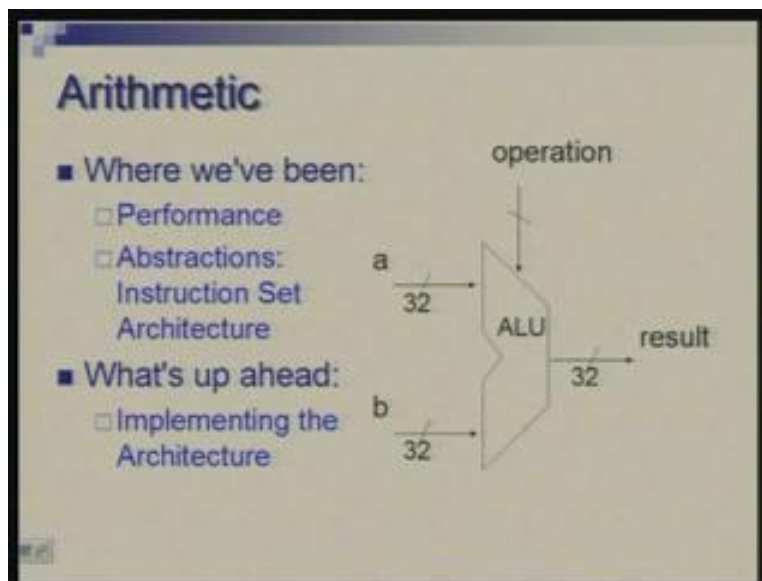 Arithmetic
Where we've been:
Performance
Abstractions:
Instruction Set
Architecture
What's up ahead:
Implementing the
Architecture
operation
a
32
ALU
result
32
b
32